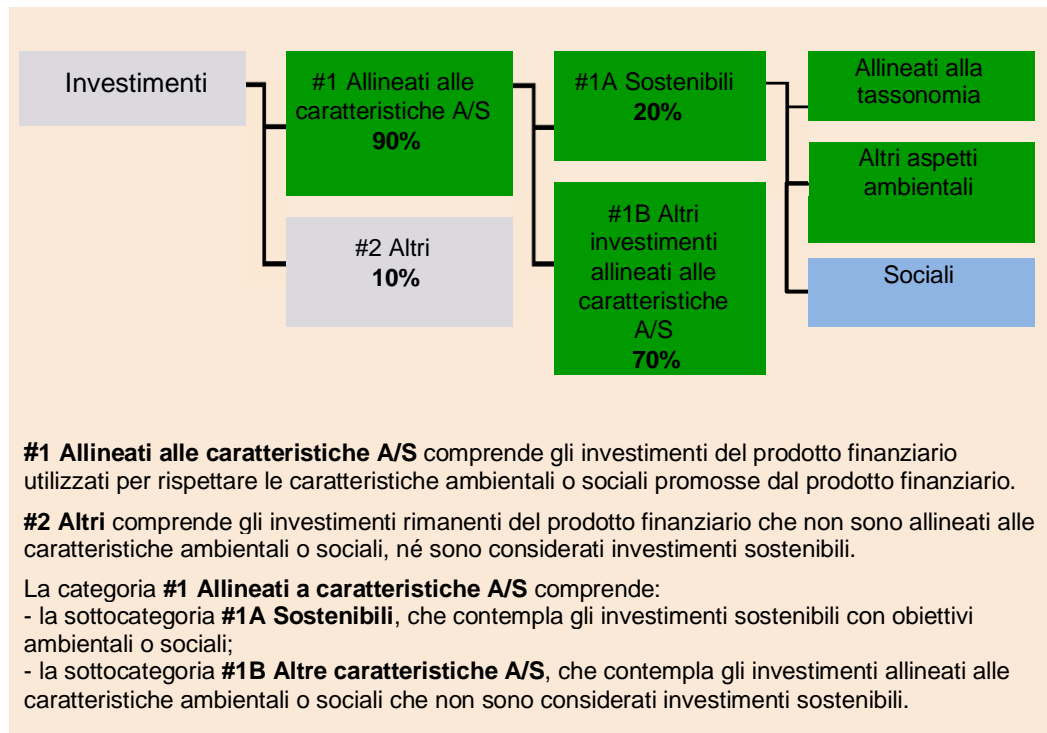 Investimenti
#1 Allineati alle
caratteristiche A/S
90%
#2 Altri
10%
#1A Sostenibili
20%
#1B Altri
investimenti
allineati alle
caratteristiche
A/S
70%
Allineati alla
tassonomia
Altri aspetti
ambientali
Sociali
#1 Allineati alle caratteristiche A/S comprende gli investimenti del prodotto finanziario
utilizzati per rispettare le caratteristiche ambientali o sociali promosse dal prodotto finanziario.
#2 Altri comprende gli investimenti rimanenti del prodotto finanziario che non sono allineati alle
caratteristiche ambientali o sociali, né sono considerati investimenti sostenibili.
La categoria #1 Allineati a caratteristiche A/S comprende:
- la sottocategoria #1A Sostenibili, che contempla gli investimenti sostenibili con obiettivi
ambientali o sociali;
- la sottocategoria #1B Altre caratteristiche A/S, che contempla gli investimenti allineati alle
caratteristiche ambientali o sociali che non sono considerati investimenti sostenibili.